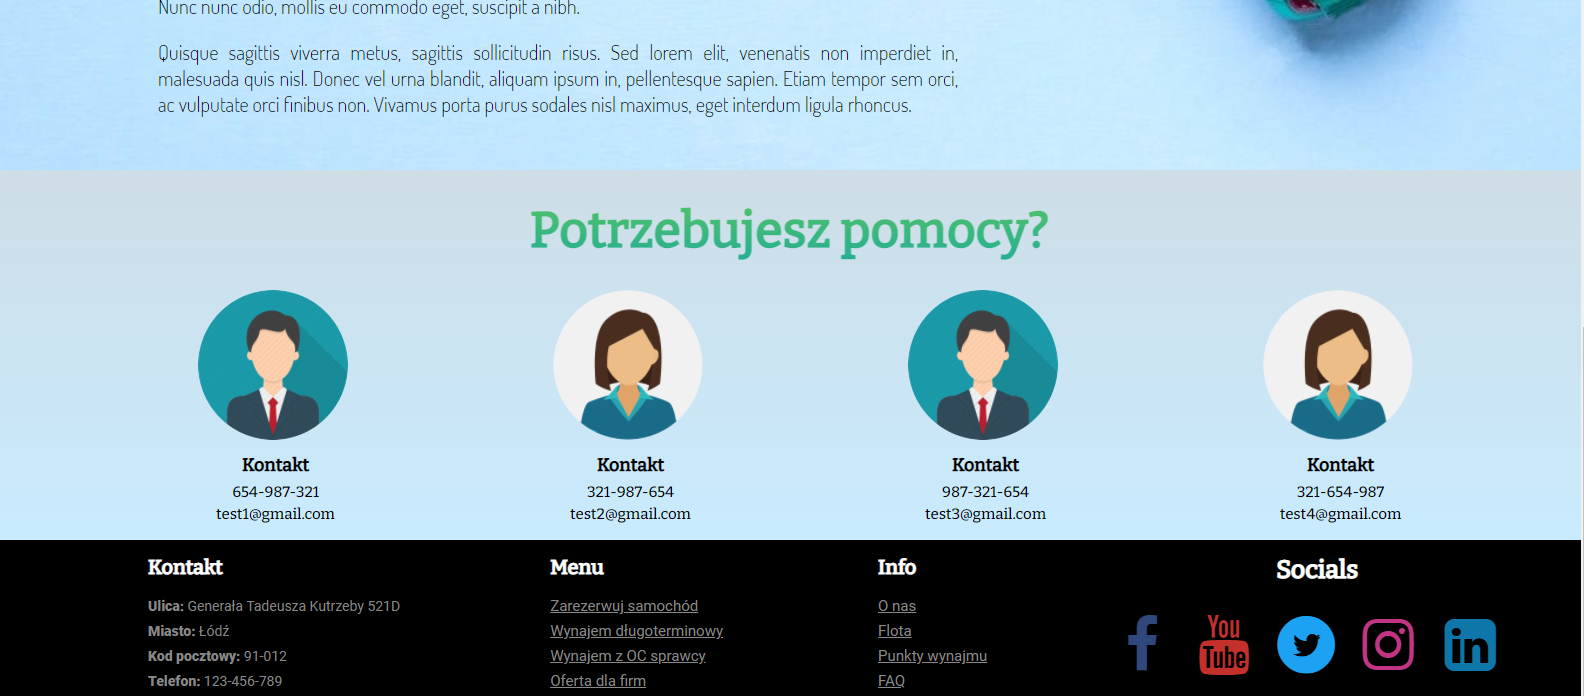 Nunc nunc odio, mollis eu commodo eget, suscipit a nibh.
Quisque sagittis viverra metus, sagittis sollicitudin risus. Sed lorem elit, venenatis non imperdiet in,
malesuada quis nisl. Donec vel urna blandit, aliquam ipsum in, pellentesque sapien. Etiam tempor sem orci,
ac vulputate orci finibus non. Vivamus porta purus sodales nisl maximus, eget interdum ligula rhoncus.
Potrzebujesz pomocy?
Kontakt
654-987-321
test1@gmail.com
Kontakt
321-987-654
test2@gmail.com
Kontakt
987-321-654
test3@gmail.com
Kontakt
321-654-987
test4@gmail.com
Kontakt
Ulica: Generała Tadeusza Kutrzeby 521D
Miasto: Łódź
Kod pocztowy: 91-012
Telefon: 123-456-789
Menu
Zarezerwuj samochód
Wynajem długoterminowy
Wynajem z OC sprawcy
Oferta dla firm
Info
O nas
Flota
Punkty wynajmu
FAQ
Socials
f
You
Tube
in